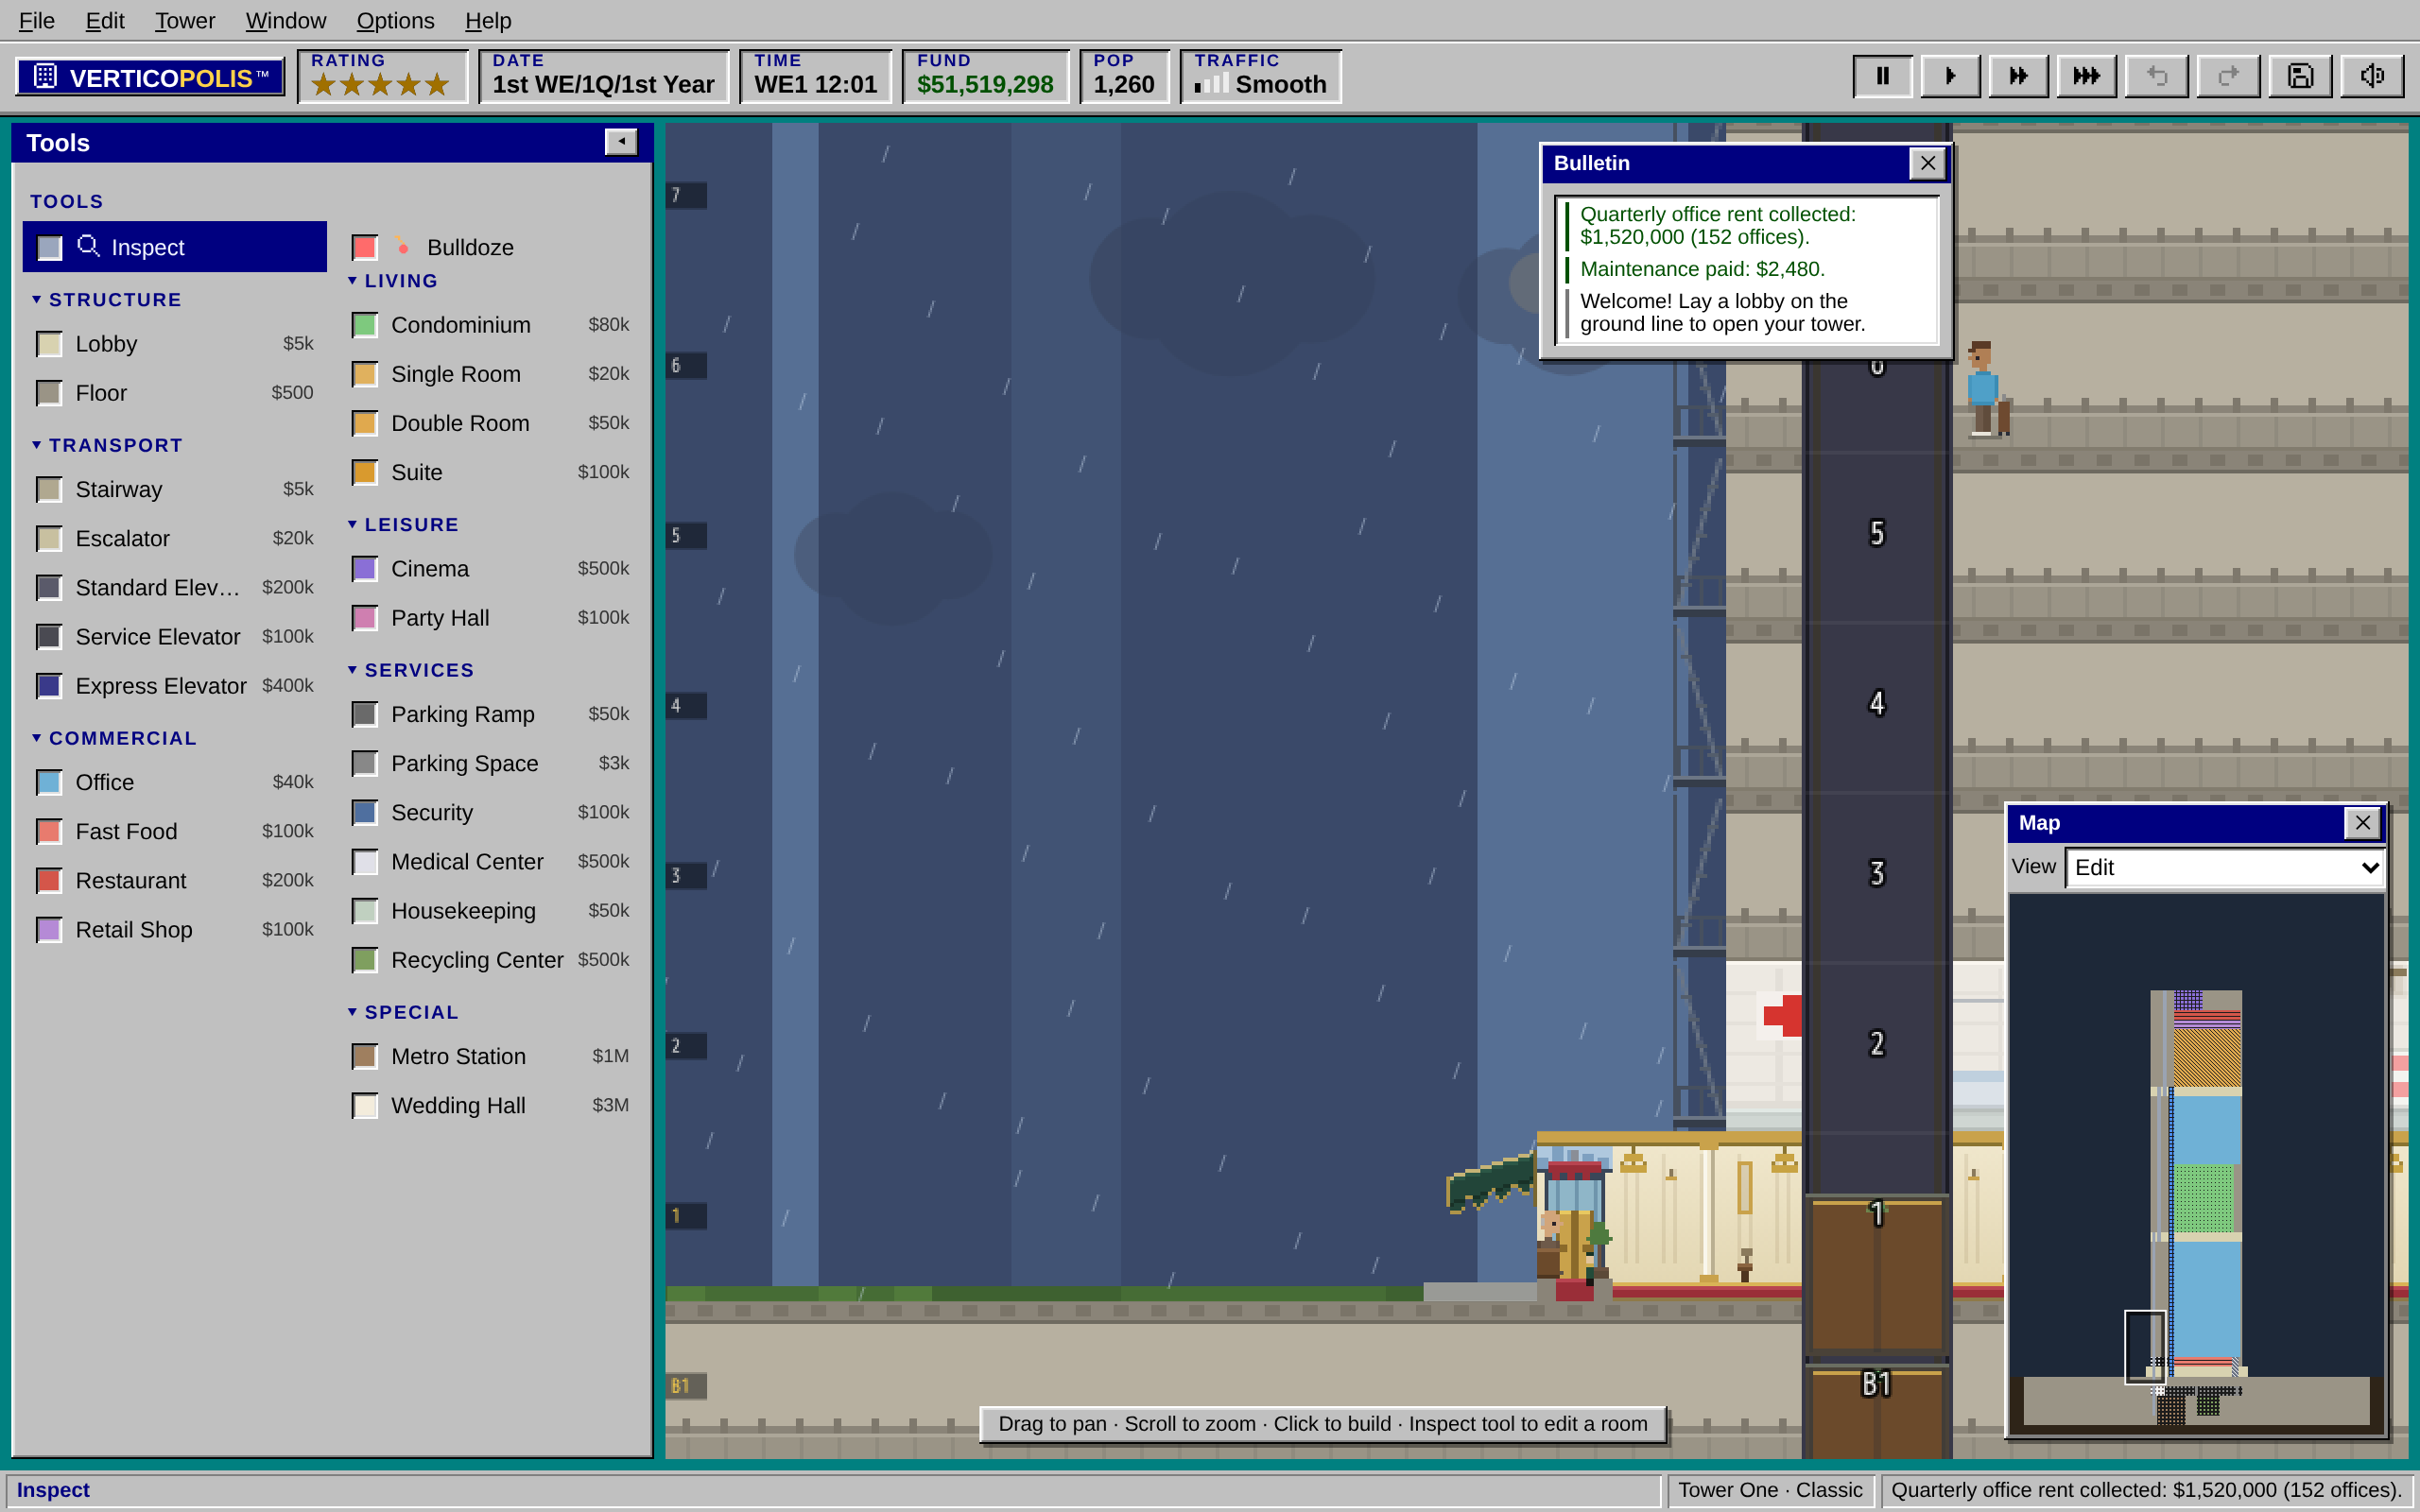 File Edit Tower Window Options Help
VERTICOPOLIS™
RATING
DATE
1st WE/1Q/1st Year
TIME
WE1 12:01
FUND
$51,519,298
POP
1,260
TRAFFIC
Smooth
Tools
TOOLS
Inspect
Bulldoze
STRUCTURE
Lobby $5k
Floor $500
TRANSPORT
Stairway $5k
Escalator $20k
Standard Elev… $200k
Service Elevator $100k
Express Elevator $400k
COMMERCIAL
Office $40k
Fast Food $100k
Restaurant $200k
Retail Shop $100k
LIVING
Condominium $80k
Single Room $20k
Double Room $50k
Suite $100k
LEISURE
Cinema $500k
Party Hall $100k
SERVICES
Parking Ramp $50k
Parking Space $3k
Security $100k
Medical Center $500k
Housekeeping $50k
Recycling Center $500k
SPECIAL
Metro Station $1M
Wedding Hall $3M
7
6
5
4
3
2
1
B1
Bulletin
Quarterly office rent collected:
$1,520,000 (152 offices).
Maintenance paid: $2,480.
Welcome! Lay a lobby on the
ground line to open your tower.
6
5
4
3
2
1
B1
Map
View Edit
Drag to pan · Scroll to zoom · Click to build · Inspect tool to edit a room
Inspect
Tower One · Classic
Quarterly office rent collected: $1,520,000 (152 offices).